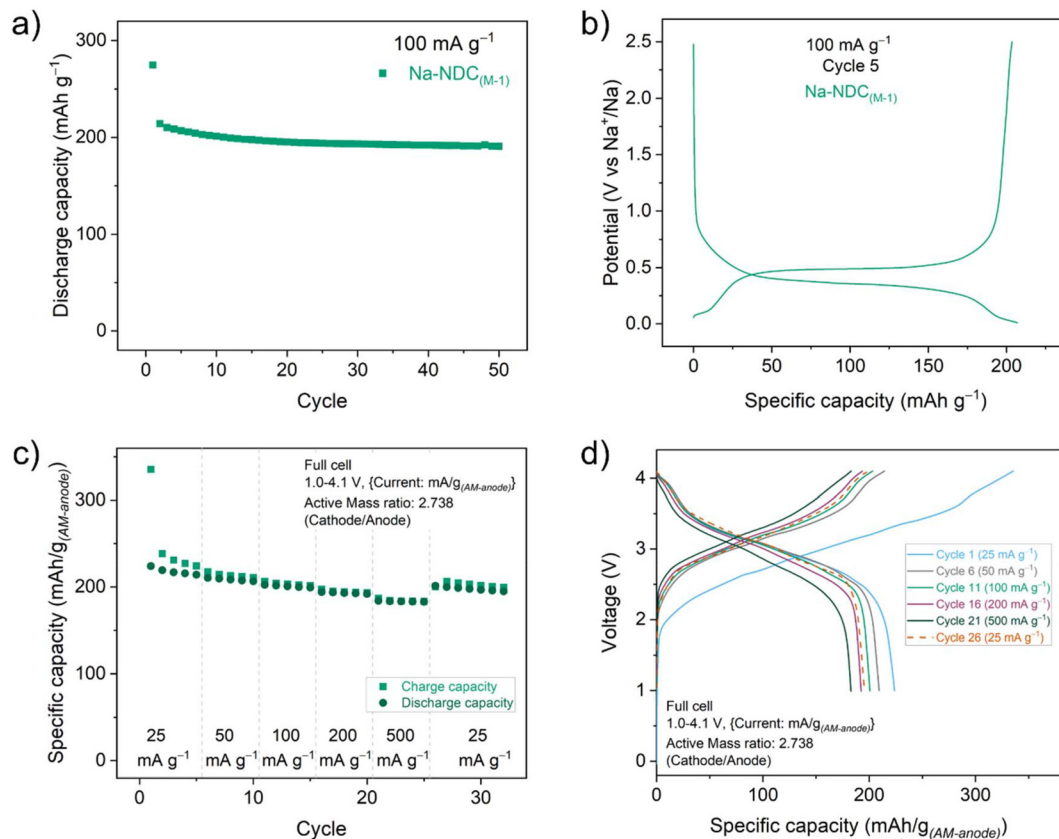 a)
300
200
100
0
Discharge capacity (mAh g⁻¹)
100 mA g⁻¹
Na-NDC(M-1)
0 10 20 30 40 50
Cycle
b)
2.5
2.0
1.5
1.0
0.5
0.0
Potential (V vs Na⁺/Na)
100 mA g⁻¹
Cycle 5
Na-NDC(M-1)
0 50 100 150 200
Specific capacity (mAh g⁻¹)
c)
300
200
100
0
Specific capacity (mAh/g(AM-anode))
Full cell
1.0-4.1 V, {Current: mA/g(AM-anode)}
Active Mass ratio: 2.738
(Cathode/Anode)
Charge capacity
Discharge capacity
25 50 100 200 500 25
mA g⁻¹ mA g⁻¹ mA g⁻¹ mA g⁻¹ mA g⁻¹ mA g⁻¹
0 10 20 30
Cycle
d)
4
3
2
1
0
Voltage (V)
Cycle 1 (25 mA g⁻¹)
Cycle 6 (50 mA g⁻¹)
Cycle 11 (100 mA g⁻¹)
Cycle 16 (200 mA g⁻¹)
Cycle 21 (500 mA g⁻¹)
Cycle 26 (25 mA g⁻¹)
Full cell
1.0-4.1 V, {Current: mA/g(AM-anode)}
Active Mass ratio: 2.738
(Cathode/Anode)
0 100 200 300
Specific capacity (mAh/g(AM-anode))